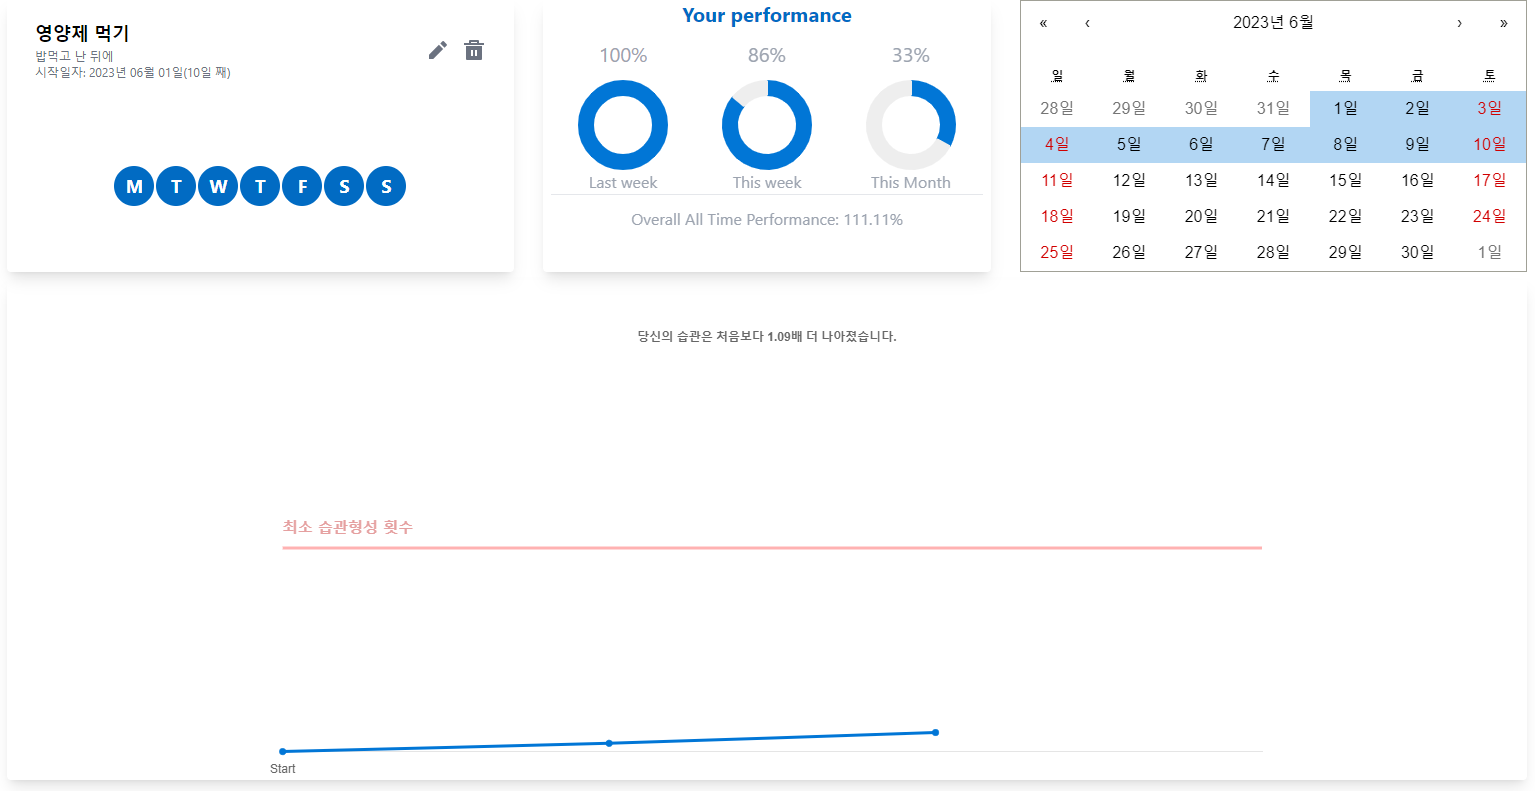 영양제 먹기
밥먹고 난 뒤에
시작일자: 2023년 06월 01일(10일 째)
M T W T F S S
Your performance
100% 86% 33%
Last week This week This Month
Overall All Time Performance: 111.11%
« ‹ 2023년 6월 › »
일 월 화 수 목 금 토
28일 29일 30일 31일 1일 2일 3일
4일 5일 6일 7일 8일 9일 10일
11일 12일 13일 14일 15일 16일 17일
18일 19일 20일 21일 22일 23일 24일
25일 26일 27일 28일 29일 30일 1일
당신의 습관은 처음보다 1.09배 더 나아졌습니다.
최소 습관형성 횟수
Start